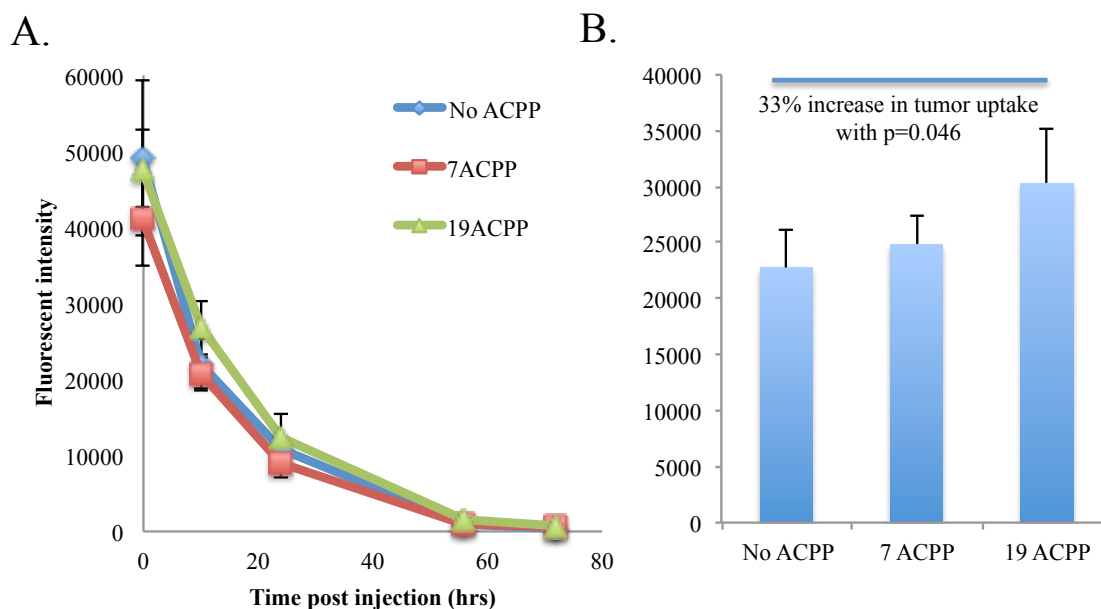 A.
60000
50000
40000
30000
20000
10000
0
0
20
40
60
80
Fluorescent intensity
Time post injection (hrs)
No ACPP
7ACPP
19ACPP
B.
40000
35000
30000
25000
20000
15000
10000
5000
0
33% increase in tumor uptake
with p=0.046
No ACPP
7 ACPP
19 ACPP